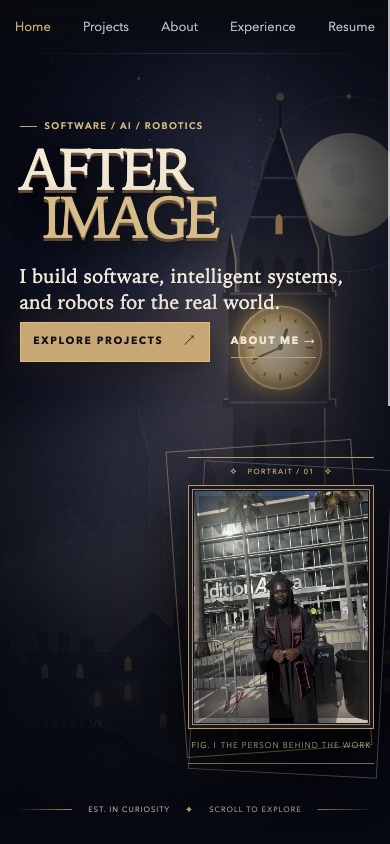 Home Projects About Experience Resume
SOFTWARE / AI / ROBOTICS
AFTER
IMAGE
I build software, intelligent systems,
and robots for the real world.
EXPLORE PROJECTS ↗ ABOUT ME →
✧ PORTRAIT / 01 ✧
FIG. I THE PERSON BEHIND THE WORK
EST. IN CURIOSITY ✦ SCROLL TO EXPLORE